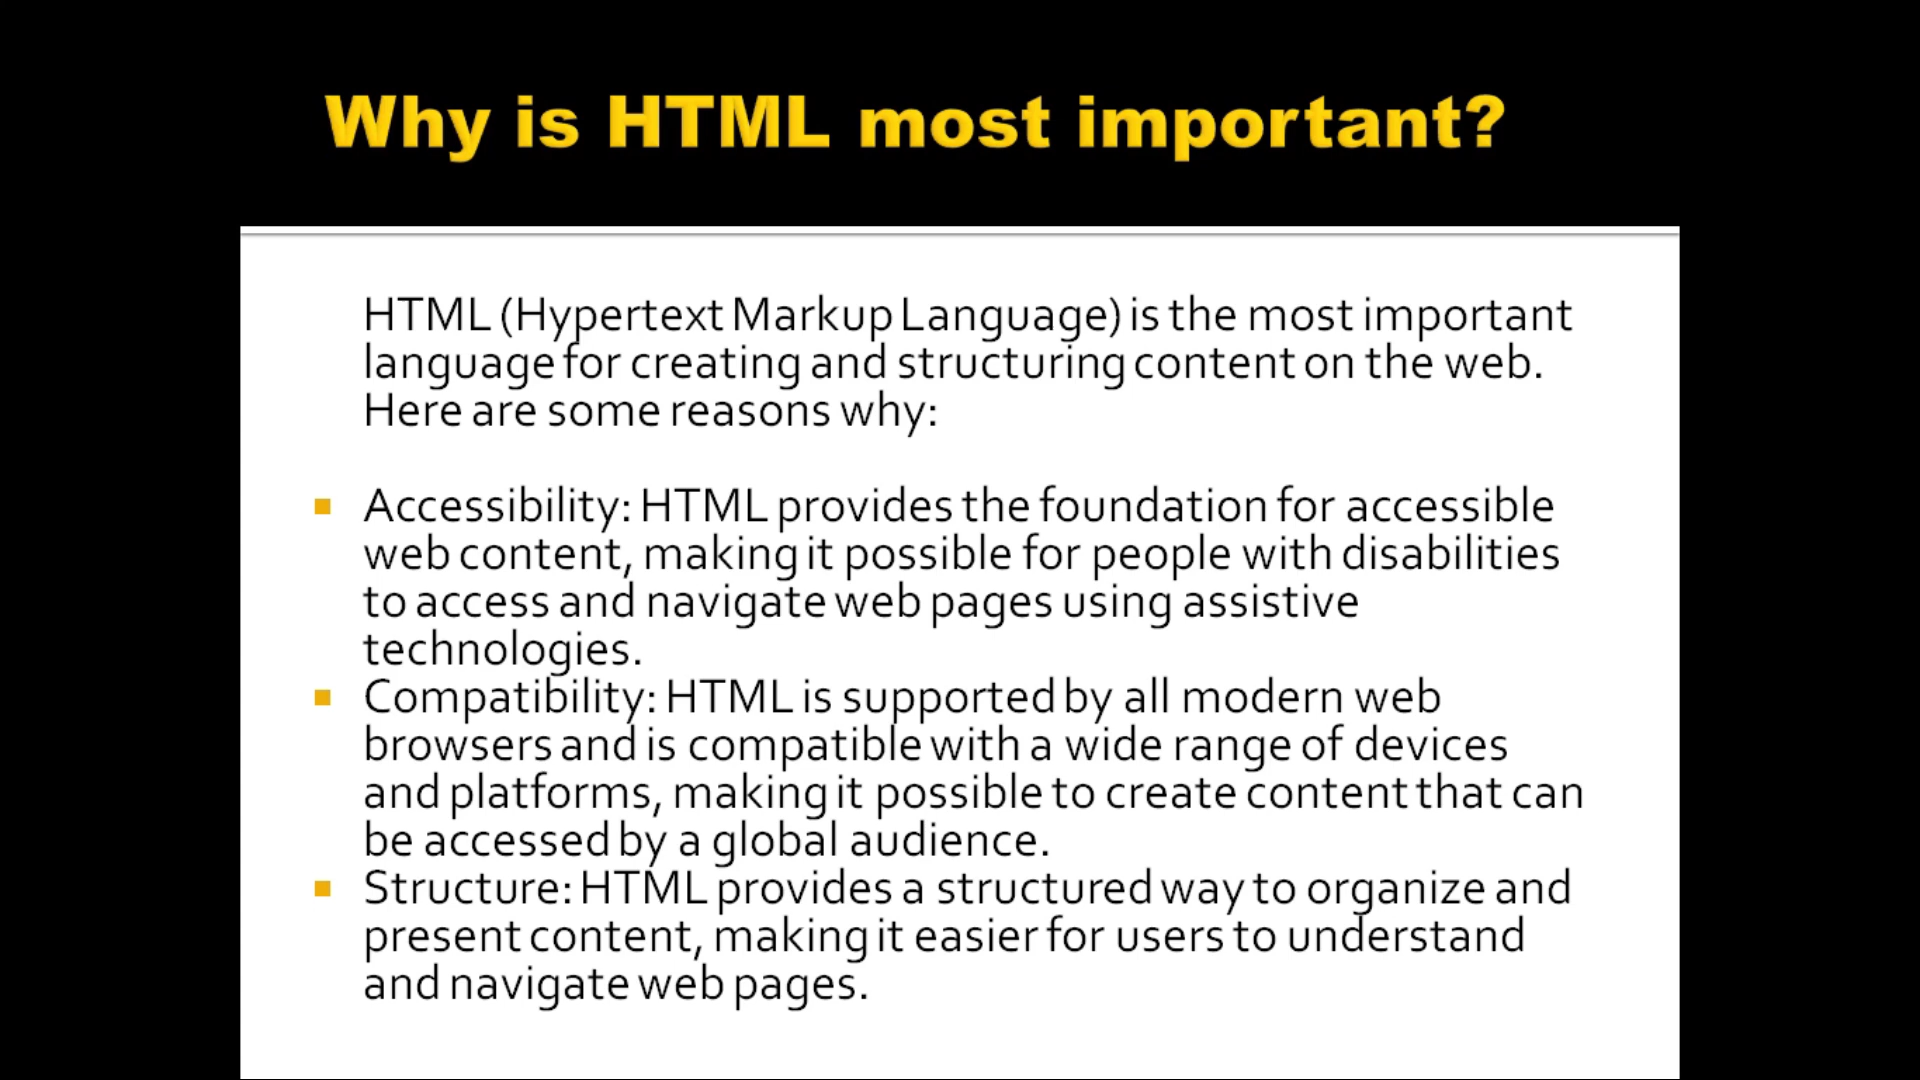 Why is HTML most important?
HTML (Hypertext Markup Language) is the most important
language for creating and structuring content on the web.
Here are some reasons why:
Accessibility: HTML provides the foundation for accessible
web content, making it possible for people with disabilities
to access and navigate web pages using assistive
technologies.
Compatibility: HTML is supported by all modern web
browsers and is compatible with a wide range of devices
and platforms, making it possible to create content that can
be accessed by a global audience.
Structure: HTML provides a structured way to organize and
present content, making it easier for users to understand
and navigate web pages.